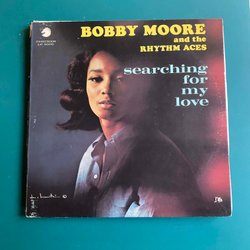 BOBBY MOORE
and the
RHYTHM ACES
searching
for my
love